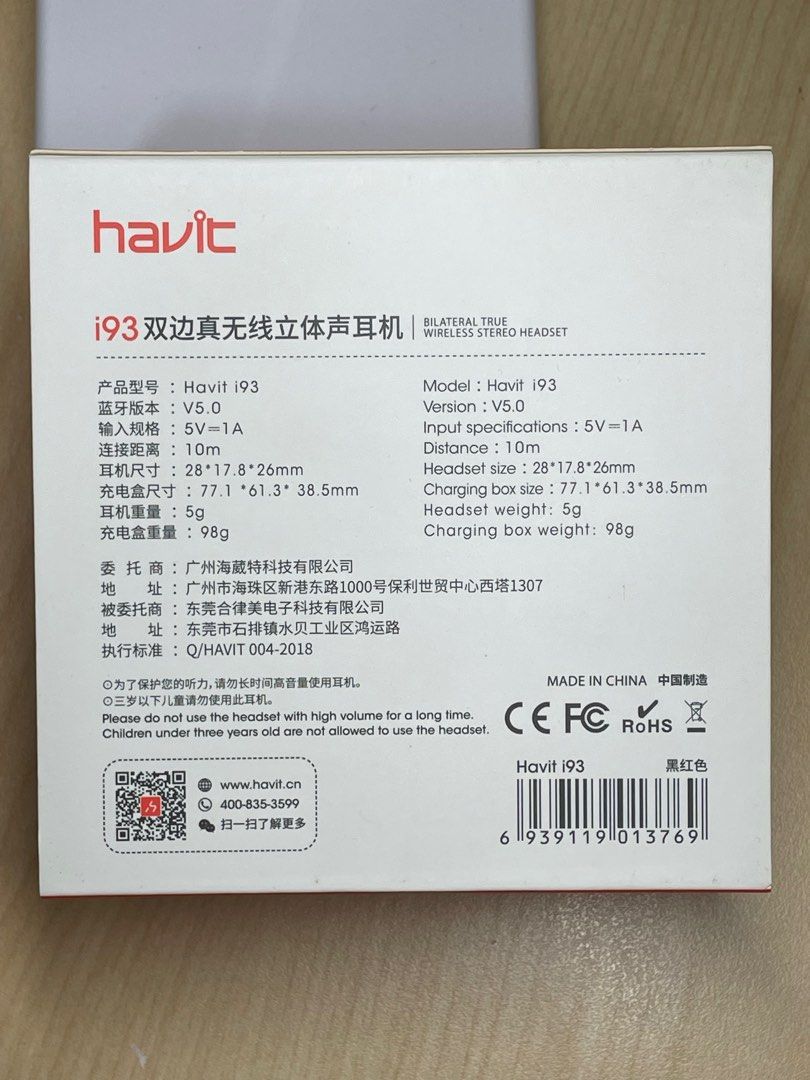 havit
i93 双边真无线立体声耳机 | BILATERAL TRUE
WIRELESS STEREO HEADSET
产品型号 : Havit i93
蓝牙版本 : V5.0
输入规格 : 5V=1A
连接距离 : 10m
耳机尺寸 : 28*17.8*26mm
充电盒尺寸 : 77.1 *61.3* 38.5mm
耳机重量 : 5g
充电盒重量 : 98g
Model : Havit i93
Version : V5.0
Input specifications : 5V=1A
Distance : 10m
Headset size : 28*17.8*26mm
Charging box size : 77.1*61.3*38.5mm
Headset weight: 5g
Charging box weight: 98g
委 托 商 : 广州海葳特科技有限公司
地 址 : 广州市海珠区新港东路1000号保利世贸中心西塔1307
被委托商 : 东莞合律美电子科技有限公司
地 址 : 东莞市石排镇水贝工业区鸿运路
执行标准 : Q/HAVIT 004-2018
⊙为了保护您的听力,请勿长时间高音量使用耳机。
⊙三岁以下儿童请勿使用此耳机。
Please do not use the headset with high volume for a long time.
Children under three years old are not allowed to use the headset.
MADE IN CHINA 中国制造
CE FC RoHS
www.havit.cn
400-835-3599
扫一扫了解更多
Havit i93 黑红色
6 939119 013769